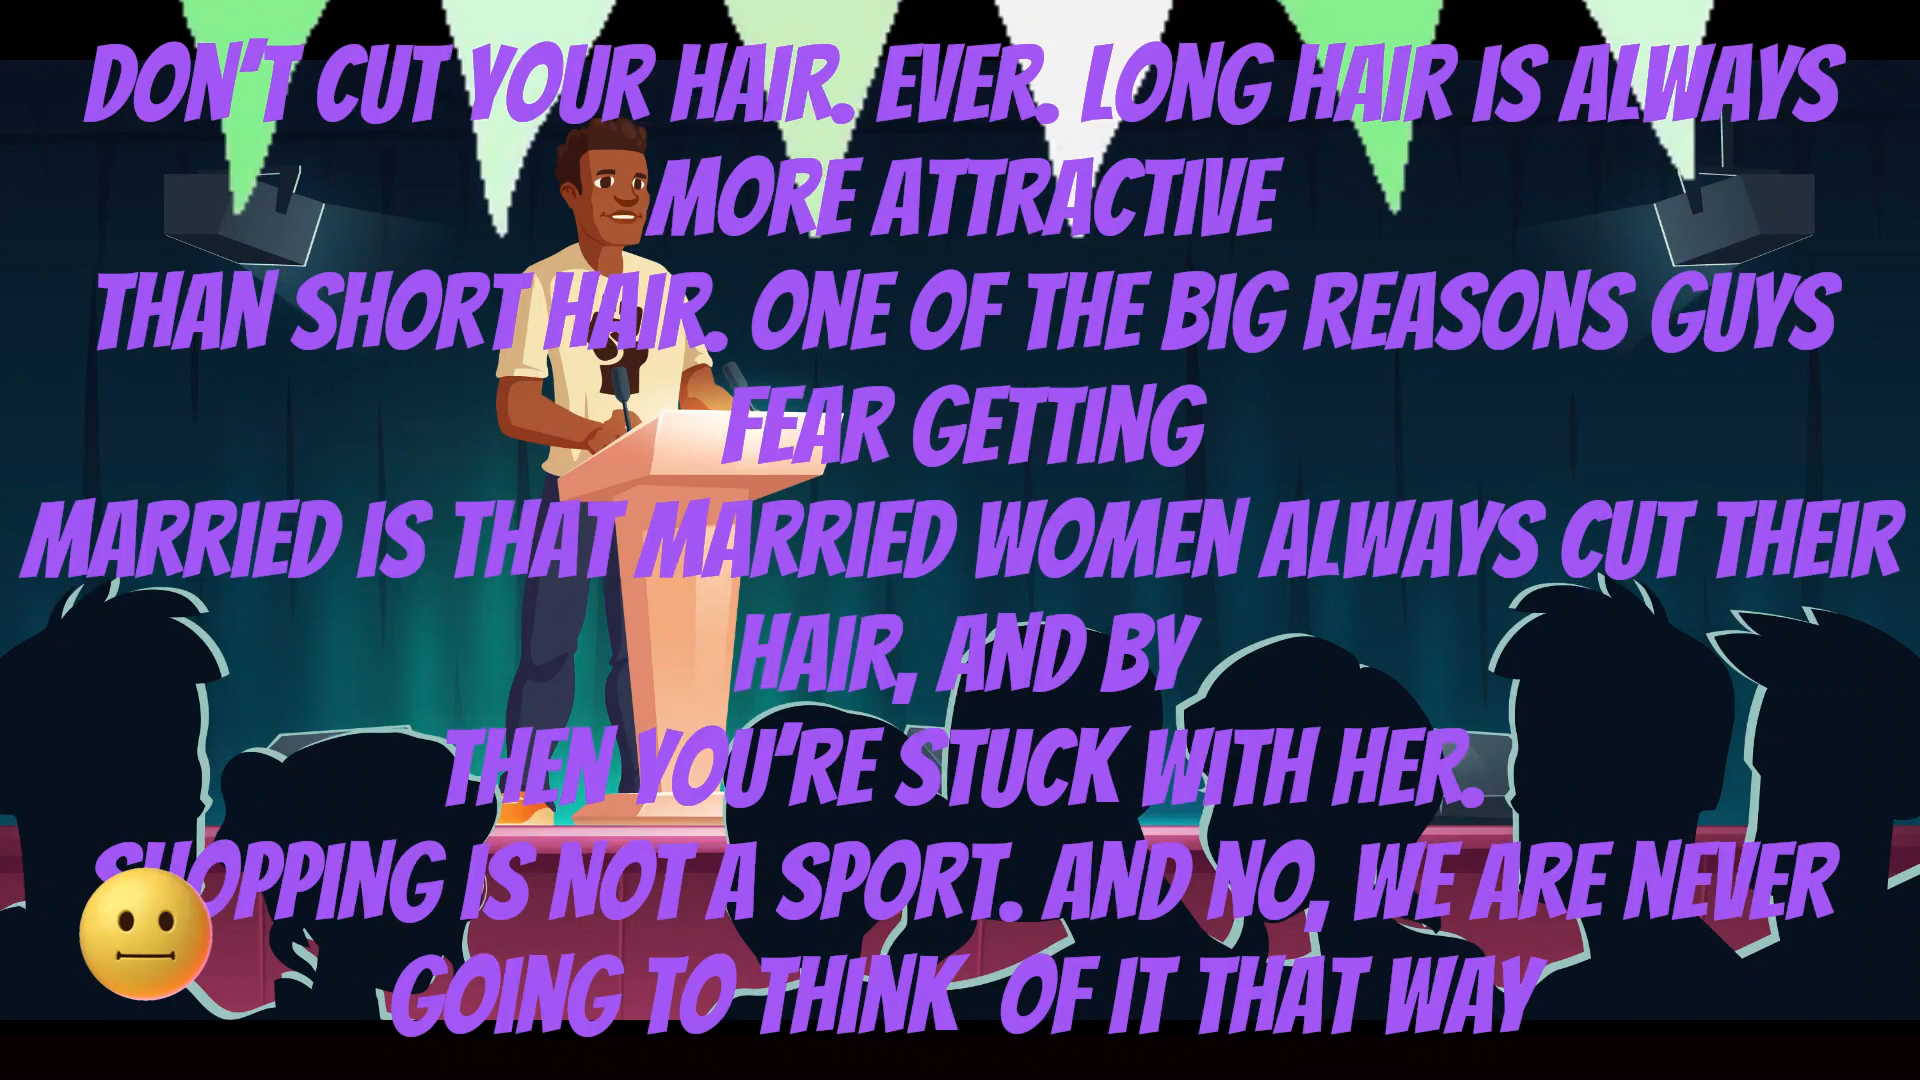 DON'T CUT YOUR HAIR. EVER. LONG HAIR IS ALWAYS
MORE ATTRACTIVE
THAN SHORT HAIR. ONE OF THE BIG REASONS GUYS
FEAR GETTING
MARRIED IS THAT MARRIED WOMEN ALWAYS CUT THEIR
HAIR, AND BY
THEN YOU'RE STUCK WITH HER.
SHOPPING IS NOT A SPORT. AND NO, WE ARE NEVER
GOING TO THINK OF IT THAT WAY